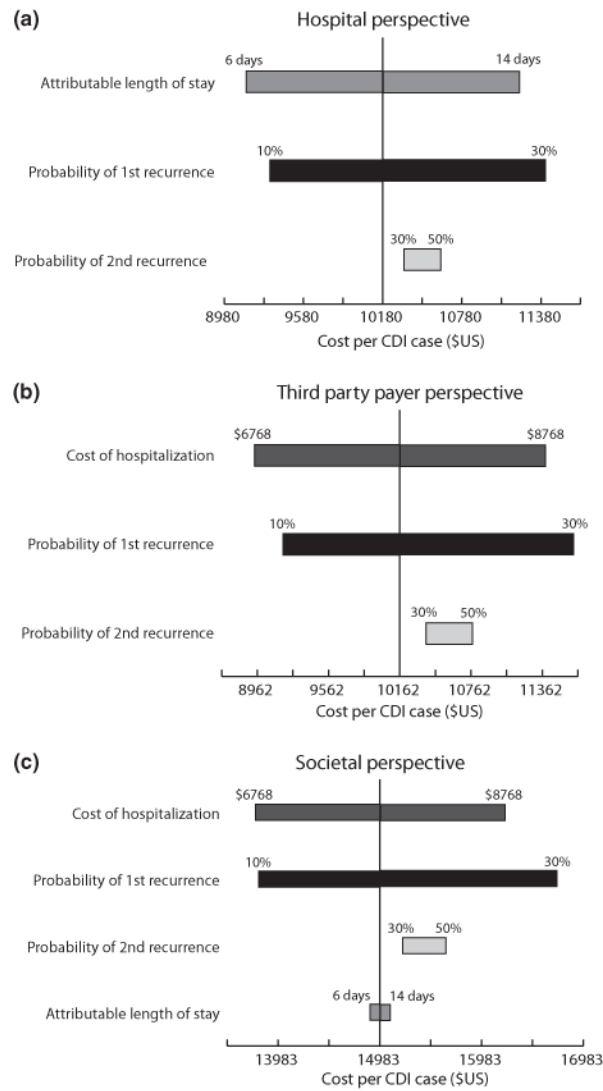 (a)
Hospital perspective
6 days
14 days
Attributable length of stay
10%
30%
Probability of 1st recurrence
30% 50%
Probability of 2nd recurrence
8980 9580 10180 10780 11380
Cost per CDI case ($US)
(b)
Third party payer perspective
$6768
$8768
Cost of hospitalization
10%
30%
Probability of 1st recurrence
30% 50%
Probability of 2nd recurrence
8962 9562 10162 10762 11362
Cost per CDI case ($US)
(c)
Societal perspective
$6768
$8768
Cost of hospitalization
10%
30%
Probability of 1st recurrence
30% 50%
Probability of 2nd recurrence
6 days 14 days
Attributable length of stay
13983 14983 15983 16983
Cost per CDI case ($US)